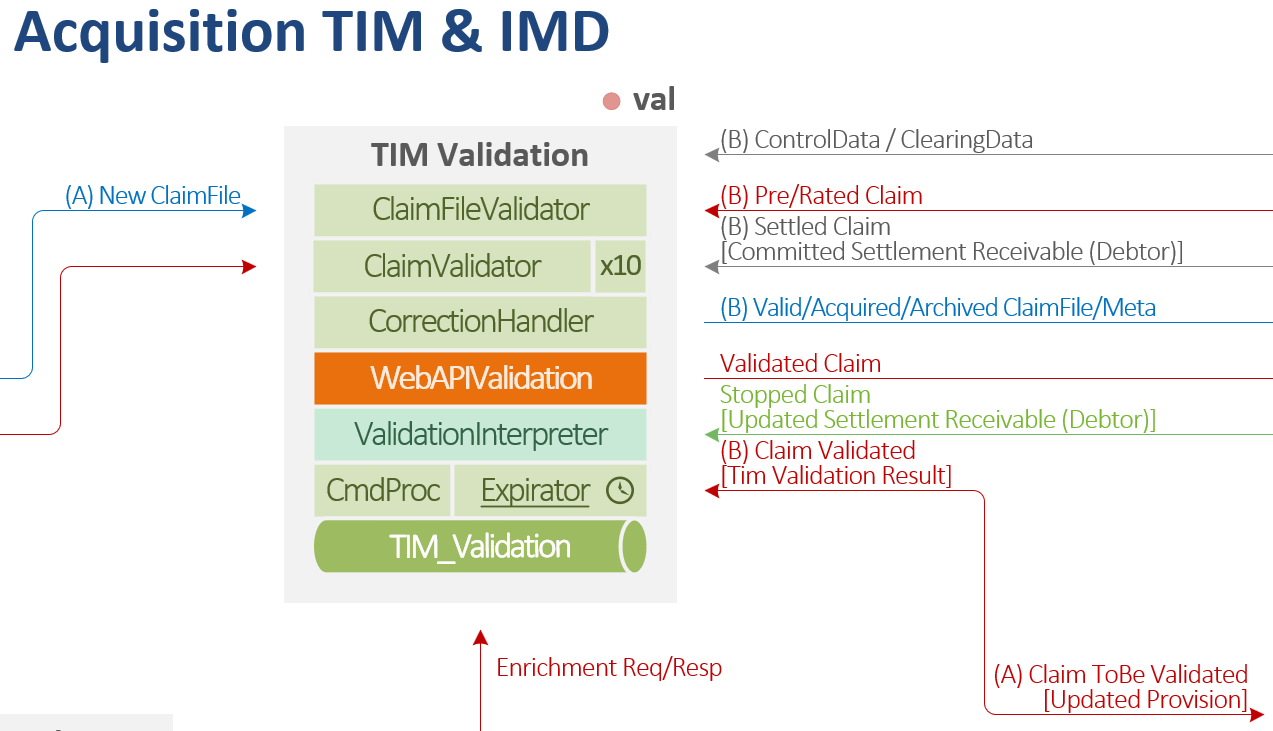 Acquisition TIM & IMD
val
TIM Validation
ClaimFileValidator
ClaimValidator
x10
CorrectionHandler
WebAPIValidation
ValidationInterpreter
CmdProc
Expirator
TIM_Validation
(A) New ClaimFile
(B) ControlData / ClearingData
(B) Pre/Rated Claim
(B) Settled Claim
[Committed Settlement Receivable (Debtor)]
(B) Valid/Acquired/Archived ClaimFile/Meta
Validated Claim
Stopped Claim
[Updated Settlement Receivable (Debtor)]
(B) Claim Validated
[Tim Validation Result]
Enrichment Req/Resp
(A) Claim ToBe Validated
[Updated Provision]